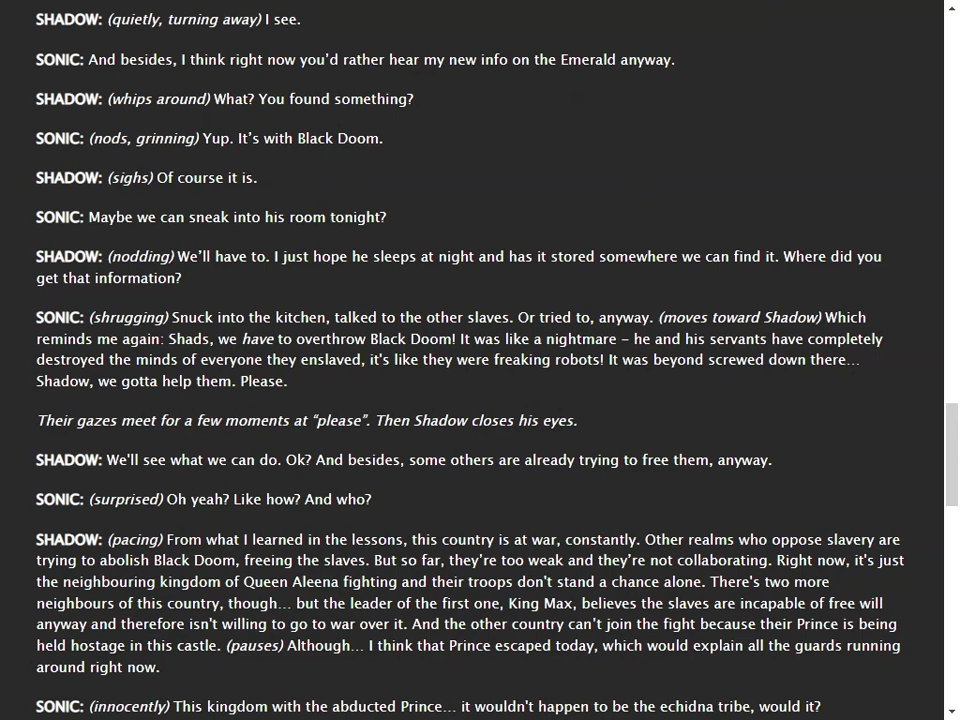 SHADOW: (quietly, turning away) I see.
SONIC: And besides, I think right now you’d rather hear my new info on the Emerald anyway.
SHADOW: (whips around) What? You found something?
SONIC: (nods, grinning) Yup. It’s with Black Doom.
SHADOW: (sighs) Of course it is.
SONIC: Maybe we can sneak into his room tonight?
SHADOW: (nodding) We’ll have to. I just hope he sleeps at night and has it stored somewhere we can find it. Where did you
get that information?
SONIC: (shrugging) Snuck into the kitchen, talked to the other slaves. Or tried to, anyway. (moves toward Shadow) Which
reminds me again: Shads, we have to overthrow Black Doom! It was like a nightmare – he and his servants have completely
destroyed the minds of everyone they enslaved, it's like they were freaking robots! It was beyond screwed down there…
Shadow, we gotta help them. Please.
Their gazes meet for a few moments at “please”. Then Shadow closes his eyes.
SHADOW: We'll see what we can do. Ok? And besides, some others are already trying to free them, anyway.
SONIC: (surprised) Oh yeah? Like how? And who?
SHADOW: (pacing) From what I learned in the lessons, this country is at war, constantly. Other realms who oppose slavery are
trying to abolish Black Doom, freeing the slaves. But so far, they’re too weak and they’re not collaborating. Right now, it's just
the neighbouring kingdom of Queen Aleena fighting and their troops don't stand a chance alone. There's two more
neighbours of this country, though… but the leader of the first one, King Max, believes the slaves are incapable of free will
anyway and therefore isn't willing to go to war over it. And the other country can’t join the fight because their Prince is being
held hostage in this castle. (pauses) Although… I think that Prince escaped today, which would explain all the guards running
around right now.
SONIC: (innocently) This kingdom with the abducted Prince… it wouldn't happen to be the echidna tribe, would it?